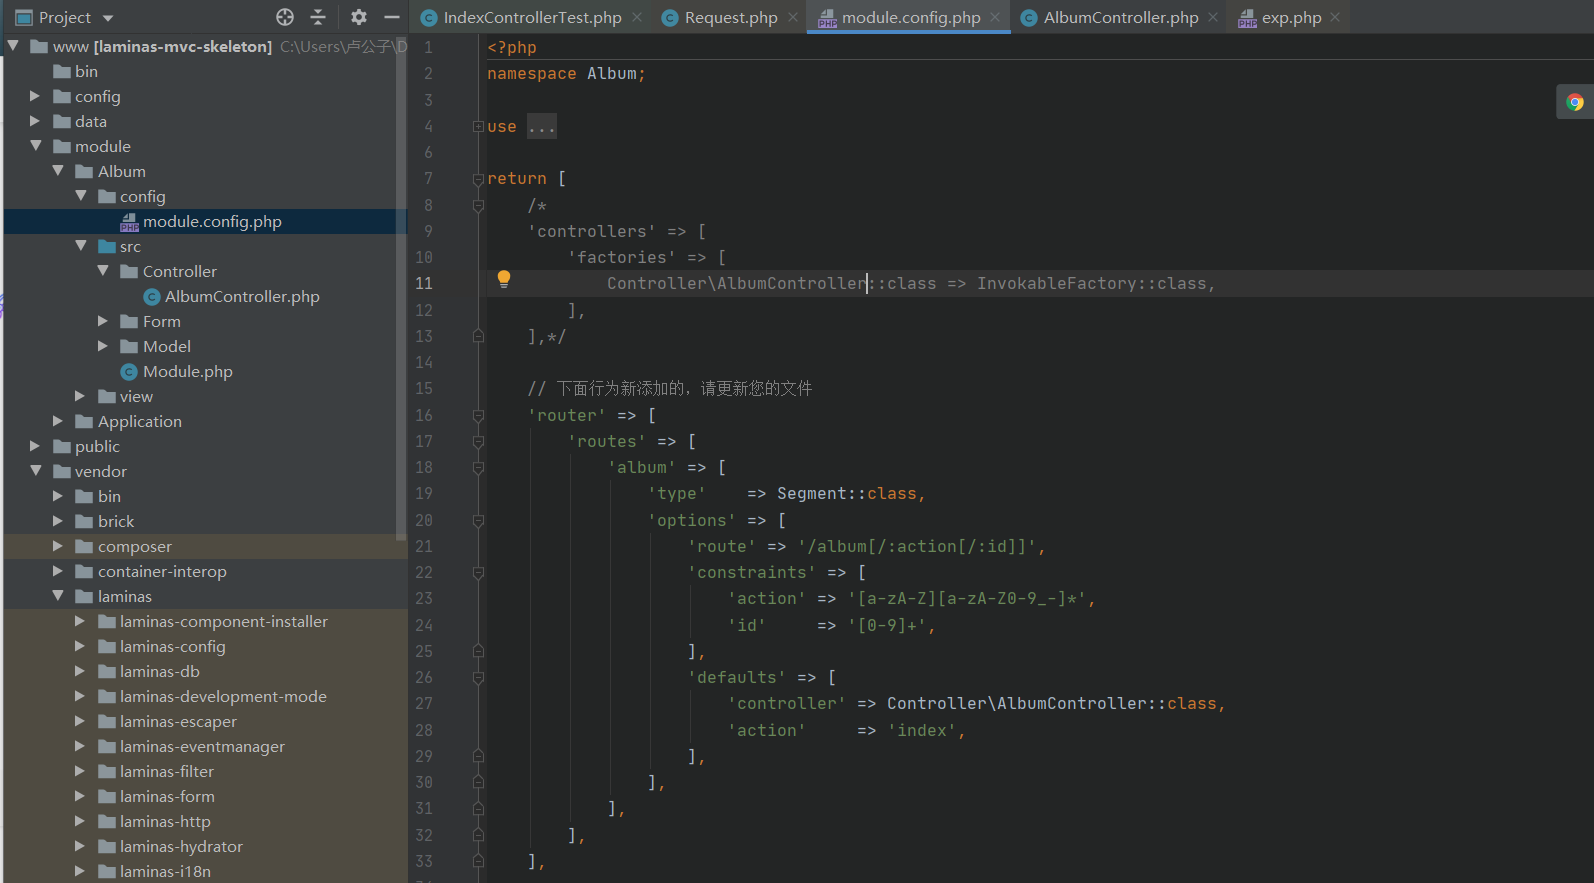 Project
IndexControllerTest.php
Request.php
module.config.php
AlbumController.php
exp.php
www [laminas-mvc-skeleton] C:\Users\卢公子\D
bin
config
data
module
Album
config
module.config.php
src
Controller
AlbumController.php
Form
Model
Module.php
view
Application
public
vendor
bin
brick
composer
container-interop
laminas
laminas-component-installer
laminas-config
laminas-db
laminas-development-mode
laminas-escaper
laminas-eventmanager
laminas-filter
laminas-form
laminas-http
laminas-hydrator
laminas-i18n
1 <?php
2 namespace Album;
3
4 use ...
6
7 return [
8 /*
9 'controllers' => [
10 'factories' => [
11 Controller\AlbumController::class => InvokableFactory::class,
12 ],
13 ],*/
14
15 // 下面行为新添加的，请更新您的文件
16 'router' => [
17 'routes' => [
18 'album' => [
19 'type'    => Segment::class,
20 'options' => [
21 'route' => '/album[/:action[/:id]]',
22 'constraints' => [
23 'action' => '[a-zA-Z][a-zA-Z0-9_-]*',
24 'id'     => '[0-9]+',
25 ],
26 'defaults' => [
27 'controller' => Controller\AlbumController::class,
28 'action'     => 'index',
29 ],
30 ],
31 ],
32 ],
33 ],